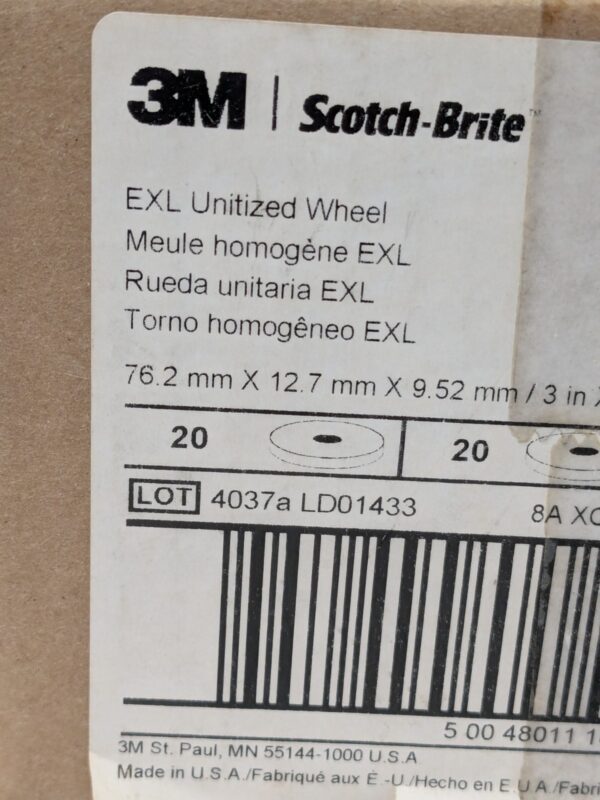 3M | Scotch-Brite™
EXL Unitized Wheel
Meule homogène EXL
Rueda unitaria EXL
Torno homogêneo EXL
76.2 mm X 12.7 mm X 9.52 mm / 3 in
20 20
LOT 4037a LD01433 8A
5 00 48011
3M St. Paul, MN 55144-1000 U.S.A
Made in U.S.A./Fabriqué aux É.-U./Hecho en E.U.A./